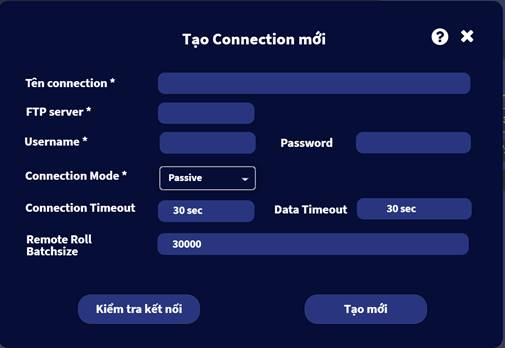 Tạo Connection mới
Tên connection *
FTP server *
Username *
Password
Connection Mode *
Passive
Connection Timeout
30 sec
Data Timeout
30 sec
Remote Roll
Batchsize
30000
Kiểm tra kết nối
Tạo mới